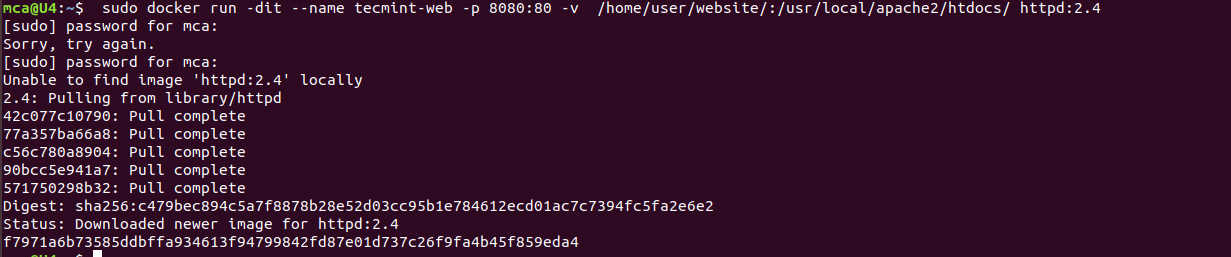 mca@U4:~$  sudo docker run -dit --name tecmint-web -p 8080:80 -v  /home/user/website/:/usr/local/apache2/htdocs/ httpd:2.4
[sudo] password for mca:
Sorry, try again.
[sudo] password for mca:
Unable to find image 'httpd:2.4' locally
2.4: Pulling from library/httpd
42c077c10790: Pull complete
77a357ba66a8: Pull complete
c56c780a8904: Pull complete
90bcc5e941a7: Pull complete
571750298b32: Pull complete
Digest: sha256:c479bec894c5a7f8878b28e52d03cc95b1e784612ecd01ac7c7394fc5fa2e6e2
Status: Downloaded newer image for httpd:2.4
f7971a6b73585ddbffa934613f94799842fd87e01d737c26f9fa4b45f859eda4